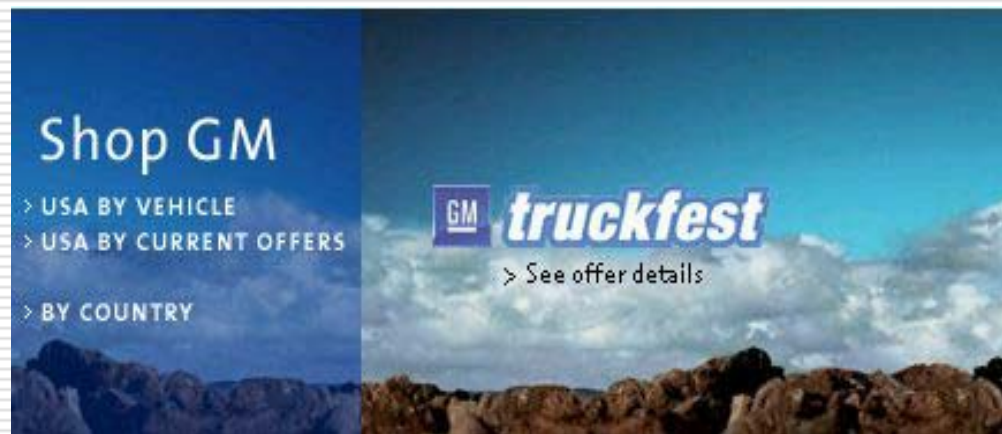 Shop GM
> USA BY VEHICLE
> USA BY CURRENT OFFERS
> BY COUNTRY
GM truckfest
> See offer details